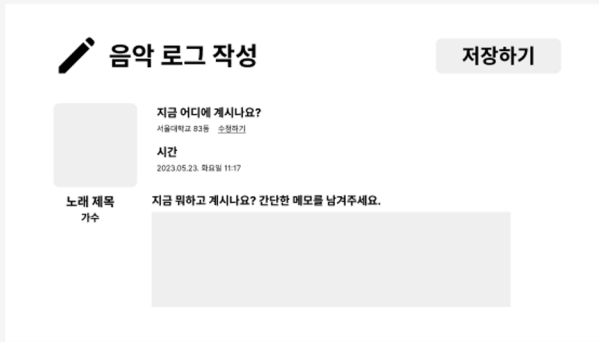 음악 로그 작성
저장하기
지금 어디에 계시나요?
서울대학교 83동 수정하기
시간
2023.05.23. 화요일 11:17
노래 제목
가수
지금 뭐하고 계시나요? 간단한 메모를 남겨주세요.